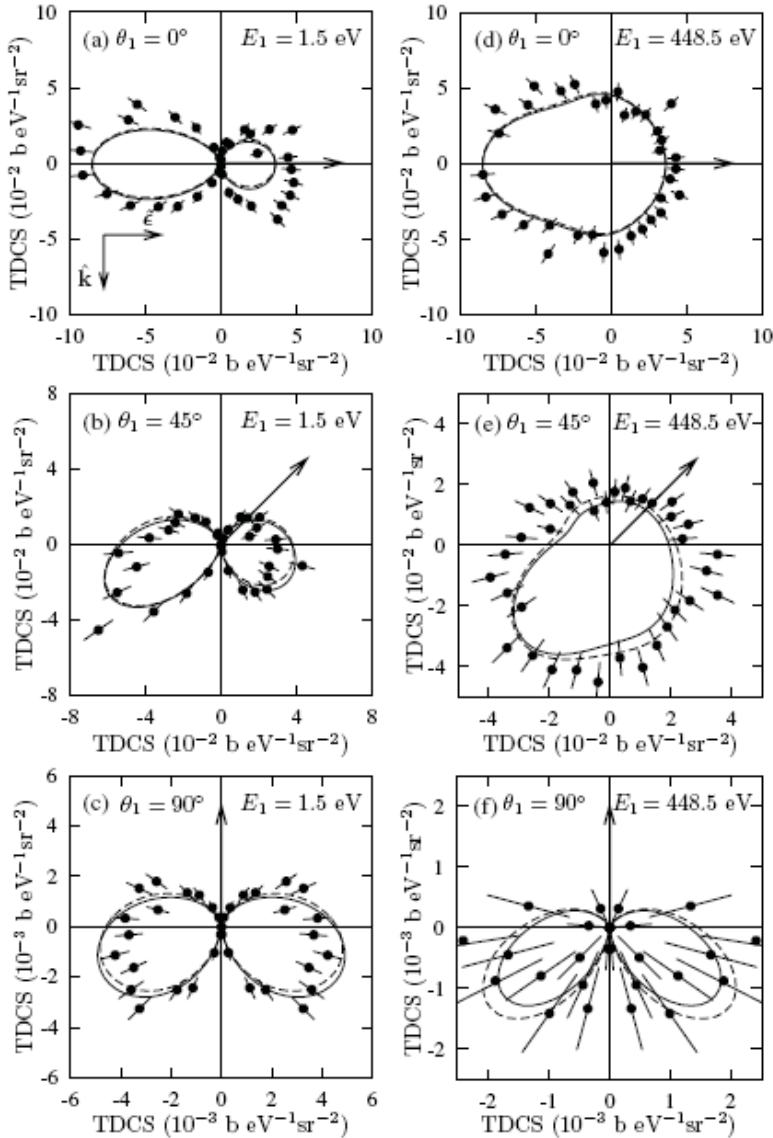 (a) θ₁ = 0° E₁ = 1.5 eV
10
5
0
-5
-10
TDCS (10⁻² b eV⁻¹sr⁻²)
ε̂
k̂
-10 -5 0 5 10
TDCS (10⁻² b eV⁻¹sr⁻²)
(d) θ₁ = 0° E₁ = 448.5 eV
10
5
0
-5
-10
TDCS (10⁻² b eV⁻¹sr⁻²)
-10 -5 0 5 10
TDCS (10⁻² b eV⁻¹sr⁻²)
(b) θ₁ = 45° E₁ = 1.5 eV
8
4
0
-4
-8
TDCS (10⁻² b eV⁻¹sr⁻²)
-8 -4 0 4 8
TDCS (10⁻² b eV⁻¹sr⁻²)
(e) θ₁ = 45° E₁ = 448.5 eV
4
2
0
-2
-4
TDCS (10⁻² b eV⁻¹sr⁻²)
-4 -2 0 2 4
TDCS (10⁻² b eV⁻¹sr⁻²)
(c) θ₁ = 90° E₁ = 1.5 eV
6
4
2
0
-2
-4
-6
TDCS (10⁻³ b eV⁻¹sr⁻²)
-6 -4 -2 0 2 4 6
TDCS (10⁻³ b eV⁻¹sr⁻²)
(f) θ₁ = 90° E₁ = 448.5 eV
2
1
0
-1
-2
TDCS (10⁻³ b eV⁻¹sr⁻²)
-2 -1 0 1 2
TDCS (10⁻³ b eV⁻¹sr⁻²)